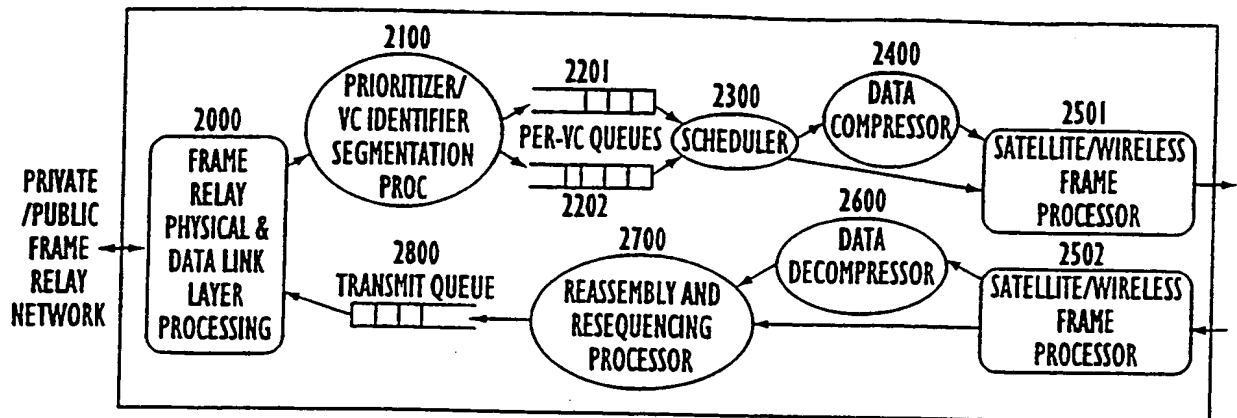 PRIVATE
/PUBLIC
FRAME
RELAY
NETWORK
2000
FRAME
RELAY
PHYSICAL &
DATA LINK
LAYER
PROCESSING
2100
PRIORITIZER/
VC IDENTIFIER
SEGMENTATION
PROC
2201
PER-VC QUEUES
2202
2300
SCHEDULER
2400
DATA
COMPRESSOR
2501
SATELLITE/WIRELESS
FRAME
PROCESSOR
2800
TRANSMIT QUEUE
2700
REASSEMBLY AND
RESEQUENCING
PROCESSOR
2600
DATA
DECOMPRESSOR
2502
SATELLITE/WIRELESS
FRAME
PROCESSOR